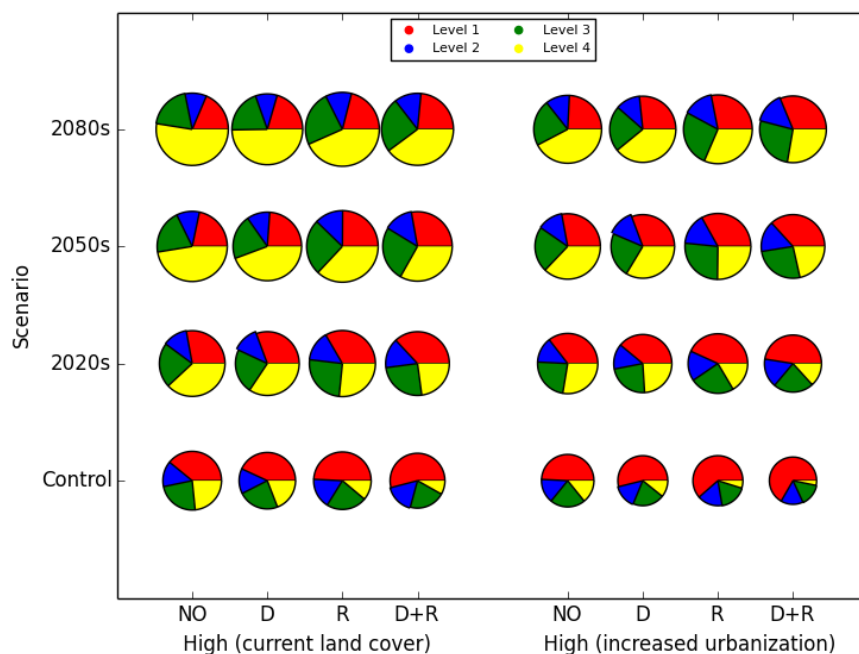 Level 1 Level 3
Level 2 Level 4
2080s
2050s
2020s
Control
Scenario
NO D R D+R NO D R D+R
High (current land cover) High (increased urbanization)